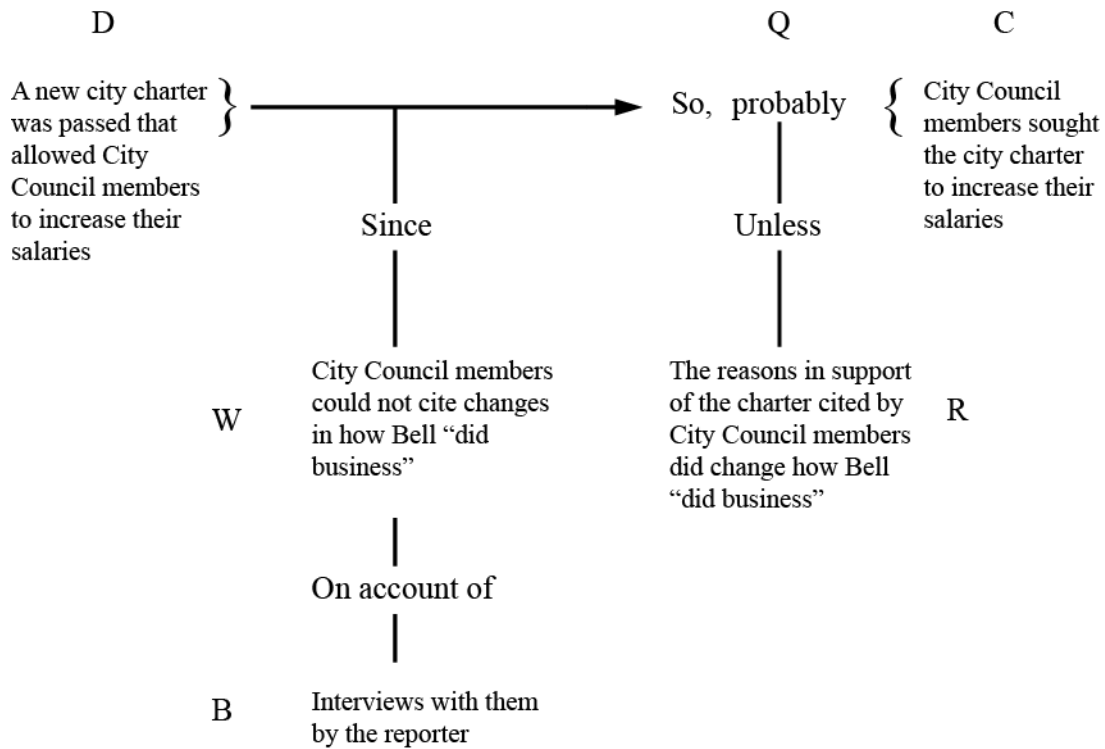 D
Q
C
A new city charter
was passed that
allowed City
Council members
to increase their
salaries
So, probably
City Council
members sought
the city charter
to increase their
salaries
Since
Unless
W
City Council members
could not cite changes
in how Bell “did
business”
The reasons in support
of the charter cited by
City Council members
did change how Bell
“did business”
R
On account of
B
Interviews with them
by the reporter